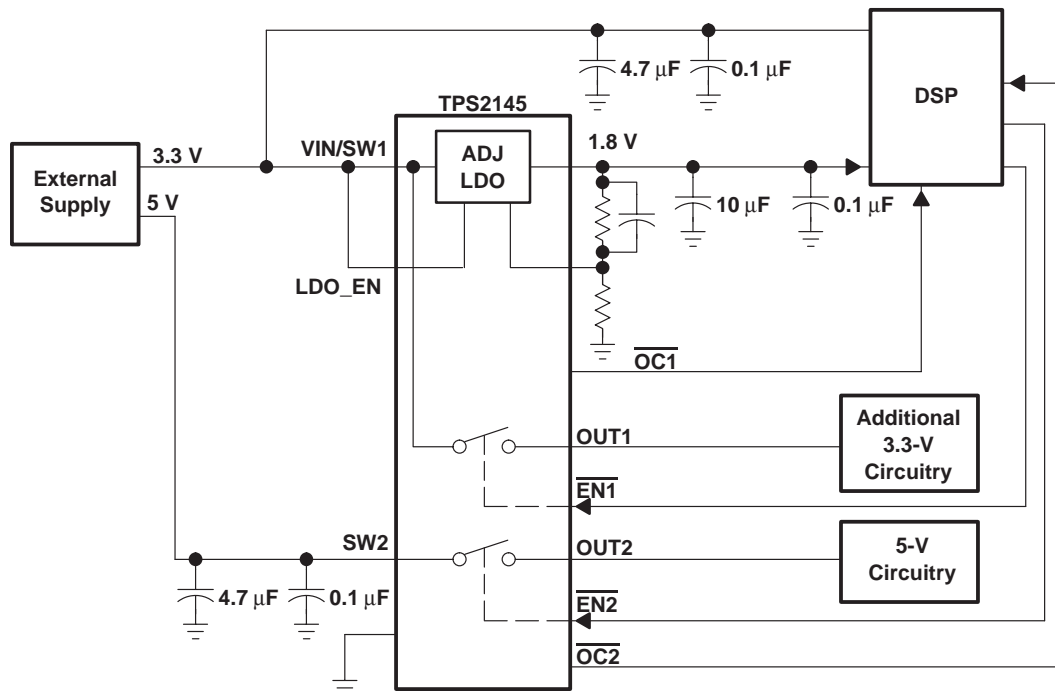 4.7 μF
0.1 μF
DSP
TPS2145
External
Supply
3.3 V
5 V
VIN/SW1
ADJ
LDO
1.8 V
10 μF
0.1 μF
LDO_EN
OC1
OUT1
Additional
3.3-V
Circuitry
EN1
SW2
OUT2
5-V
Circuitry
4.7 μF
0.1 μF
EN2
OC2